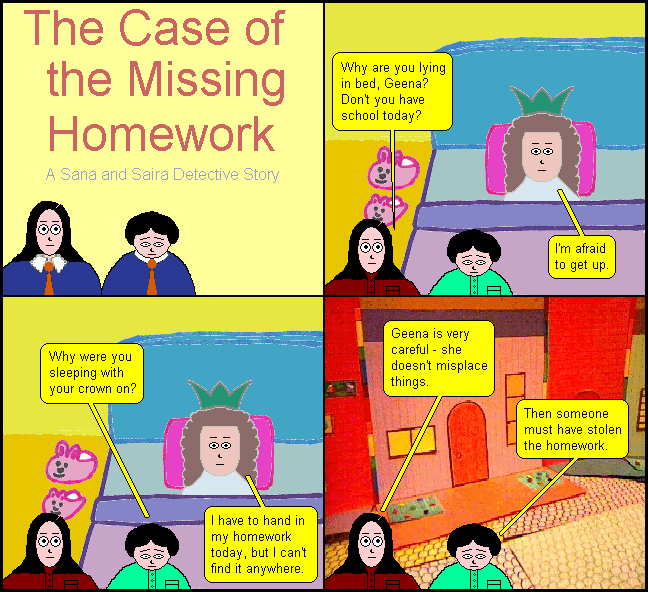 The Case of
the Missing
Homework
A Sana and Saira Detective Story
Why are you lying
in bed, Geena?
Don't you have
school today?
I'm afraid
to get up.
Why were you
sleeping with
your crown on?
I have to hand in
my homework
today, but I can't
find it anywhere.
Geena is very
careful - she
doesn't misplace
things.
Then someone
must have stolen
the homework.